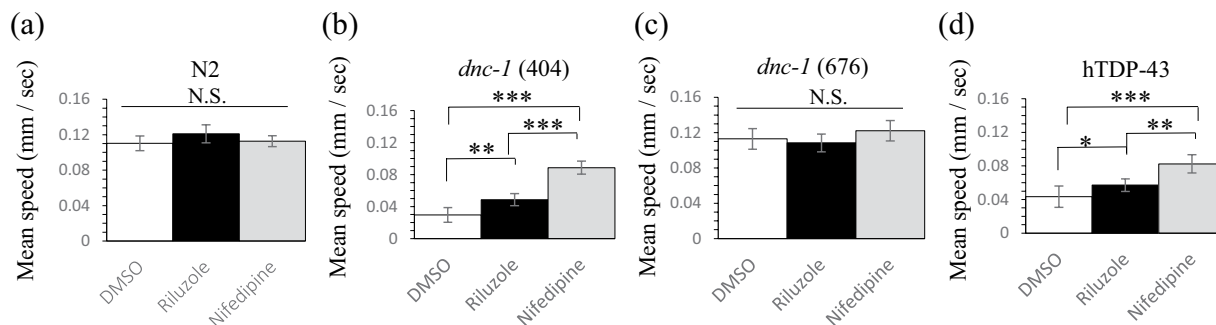 (a)
N2
N.S.
Mean speed (mm / sec)
0.16
0.12
0.08
0.04
0
DMSO
Riluzole
Nifedipine
(b)
dnc-1 (404)
***
***
**
Mean speed (mm / sec)
0.16
0.12
0.08
0.04
0
DMSO
Riluzole
Nifedipine
(c)
dnc-1 (676)
N.S.
Mean speed (mm / sec)
0.16
0.12
0.08
0.04
0
DMSO
Riluzole
Nifedipine
(d)
hTDP-43
***
**
*
Mean speed (mm / sec)
0.16
0.12
0.08
0.04
0
DMSO
Riluzole
Nifedipine